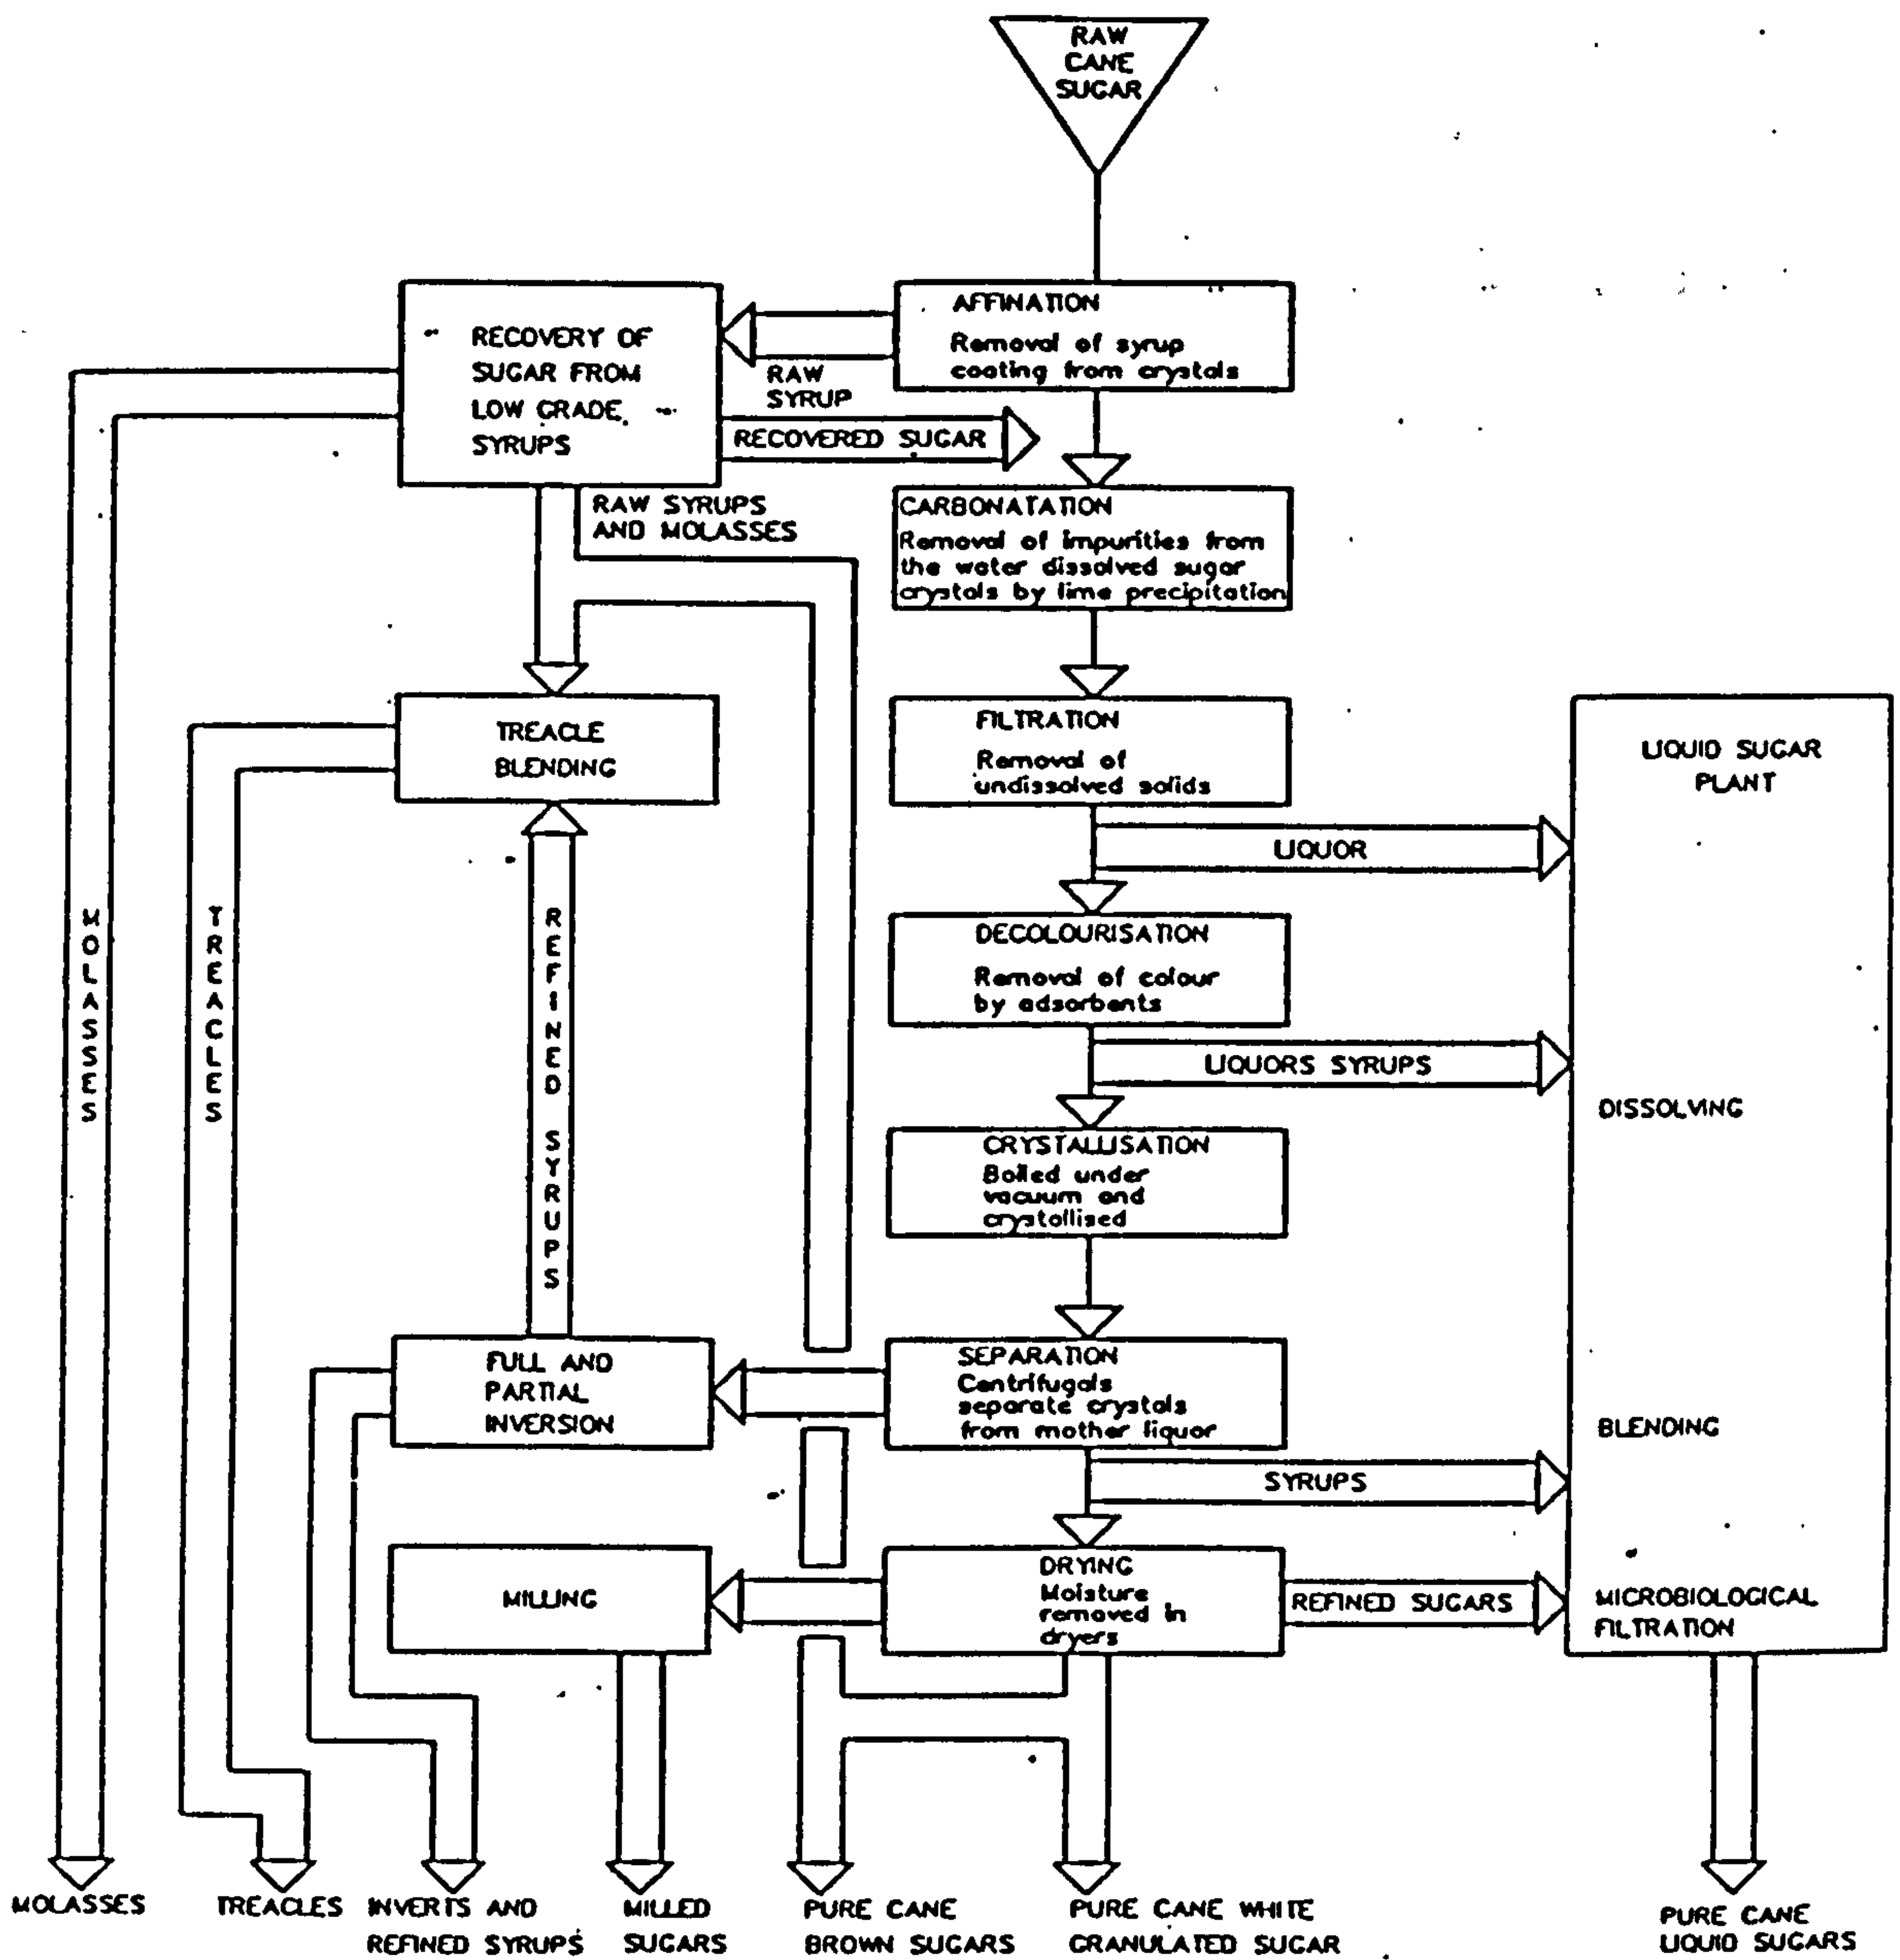 RAW
CANE
SUGAR
RECOVERY OF
SUGAR FROM
LOW GRADE
SYRUPS
AFFINATION
Removal of syrup
coating from crystals
RAW
SYRUP
RECOVERED SUGAR
RAW SYRUPS
AND MOLASSES
CARBONATATION
Removal of impurities from
the water dissolved sugar
crystals by lime precipitation
TREACLE
BLENDING
FILTRATION
Removal of
undissolved solids
LIQUID SUGAR
PLANT
LIQUOR
MOLASSES
TREACLES
REFINED SYRUPS
DECOLOURISATION
Removal of colour
by adsorbents
LIQUORS SYRUPS
DISSOLVING
CRYSTALLISATION
Boiled under
vacuum and
crystallised
FULL AND
PARTIAL
INVERSION
SEPARATION
Centrifugals
separate crystals
from mother liquor
BLENDING
SYRUPS
MILLING
DRYING
Moisture
removed in
dryers
REFINED SUGARS
MICROBIOLOGICAL
FILTRATION
MOLASSES
TREACLES
INVERTS AND
REFINED SYRUPS
MILLED
SUGARS
PURE CANE
BROWN SUGARS
PURE CANE WHITE
GRANULATED SUGAR
PURE CANE
LIQUID SUGARS